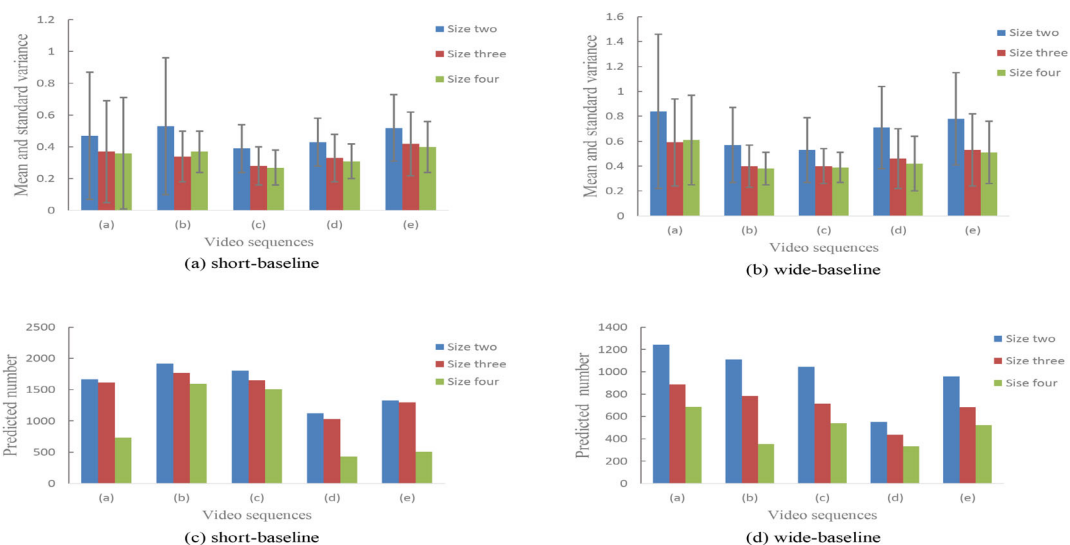 Mean and standard variance
1.2
1
0.8
0.6
0.4
0.2
0
(a) (b) (c) (d) (e)
Video sequences
Size two
Size three
Size four
(a) short-baseline
Mean and standard variance
1.6
1.4
1.2
1
0.8
0.6
0.4
0.2
0
(a) (b) (c) (d) (e)
Video sequences
Size two
Size three
Size four
(b) wide-baseline
Predicted number
2500
2000
1500
1000
500
0
(a) (b) (c) (d) (e)
Video sequences
Size two
Size three
Size four
(c) short-baseline
Predicted number
1400
1200
1000
800
600
400
200
0
(a) (b) (c) (d) (e)
Video sequences
Size two
Size three
Sise four
(d) wide-baseline